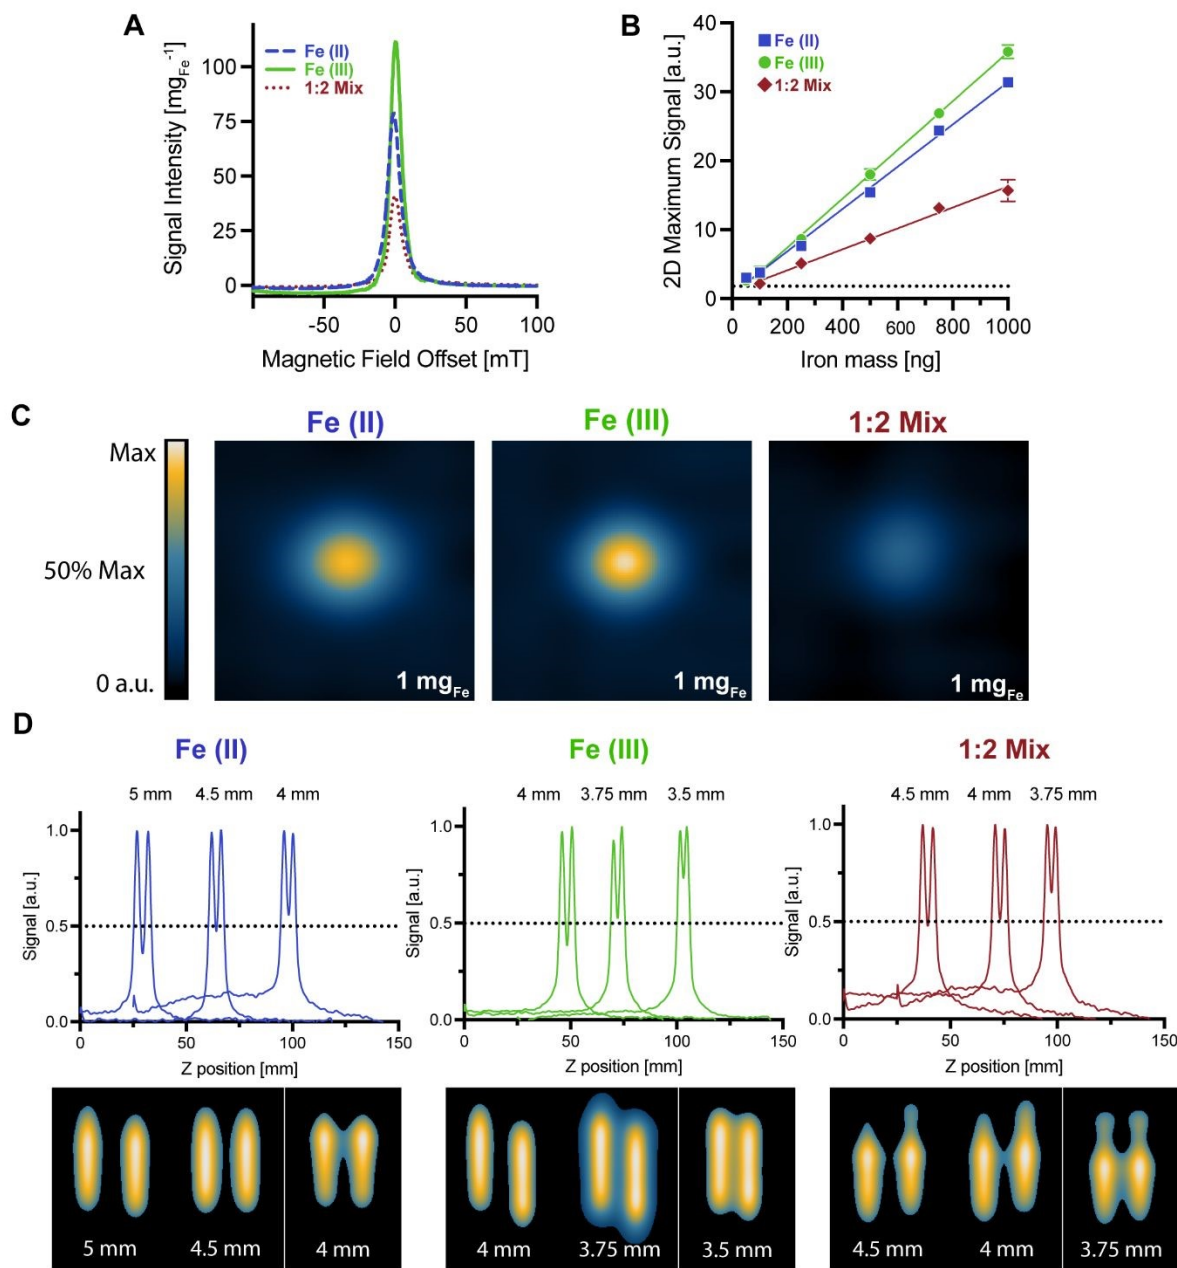 A
Signal Intensity [mgFe-1]
Fe (II)
Fe (III)
1:2 Mix
100
75
50
25
0
-50
0
50
100
Magnetic Field Offset [mT]
B
2D Maximum Signal [a.u.]
Fe (II)
Fe (III)
1:2 Mix
40
30
20
10
0
0
200
400
600
800
1000
Iron mass [ng]
C
Fe (II)
Fe (III)
1:2 Mix
Max
50% Max
0 a.u.
1 mgFe
1 mgFe
1 mgFe
D
Fe (II)
5 mm 4.5 mm 4 mm
Signal [a.u.]
1.0
0.5
0.0
0 50 100 150
Z position [mm]
5 mm 4.5 mm 4 mm
Fe (III)
4 mm 3.75 mm 3.5 mm
Signal [a.u.]
1.0
0.5
0.0
0 50 100 150
Z position [mm]
4 mm 3.75 mm 3.5 mm
1:2 Mix
4.5 mm 4 mm 3.75 mm
Signal [a.u.]
1.0
0.5
0.0
0 50 100 150
Z position [mm]
4.5 mm 4 mm 3.75 mm